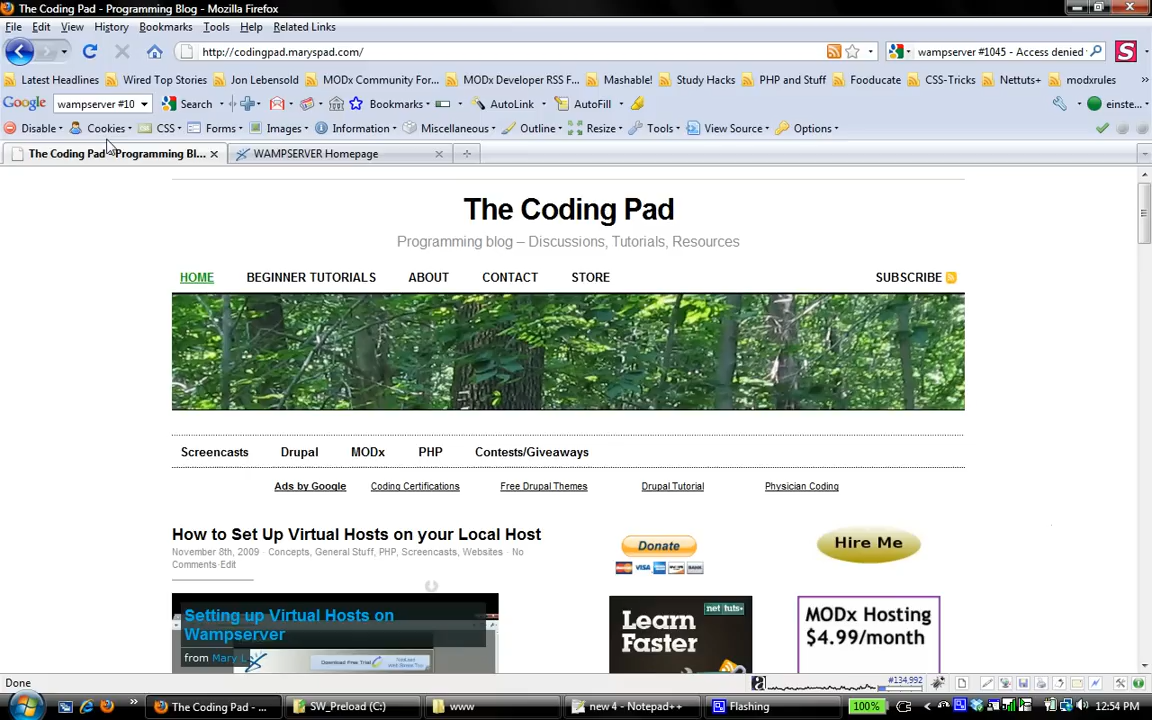 The Coding Pad - Programming Blog - Mozilla Firefox
File Edit View History Bookmarks Tools Help Related Links
http://codingpad.maryspad.com/ wampserver #1045 - Access denied
Latest Headlines Wired Top Stories Jon Lebensold MODx Community For... MODx Developer RSS F... Mashable! Study Hacks PHP and Stuff Fooducate CSS-Tricks Nettuts+ modxrules
Google wampserver #10 Search Bookmarks AutoLink AutoFill einste...
Disable Cookies CSS Forms Images Information Miscellaneous Outline Resize Tools View Source Options
The Coding Pad - Programming Bl... WAMPSERVER Homepage
The Coding Pad
Programming blog – Discussions, Tutorials, Resources
HOME BEGINNER TUTORIALS ABOUT CONTACT STORE SUBSCRIBE
Screencasts Drupal MODx PHP Contests/Giveaways
Ads by Google Coding Certifications Free Drupal Themes Drupal Tutorial Physician Coding
How to Set Up Virtual Hosts on your Local Host
November 8th, 2009 · Concepts, General Stuff, PHP, Screencasts, Websites · No
Comments·Edit
Donate
VISA
BANK
Hire Me
Setting up Virtual Hosts on
Wampserver
from Mary L
Download Free Trial
net tuts+
Learn
Faster
MODx Hosting
$4.99/month
Done #134,992
The Coding Pad - ... SW_Preload (C:) www new 4 - Notepad++ Flashing 100% 12:54 PM